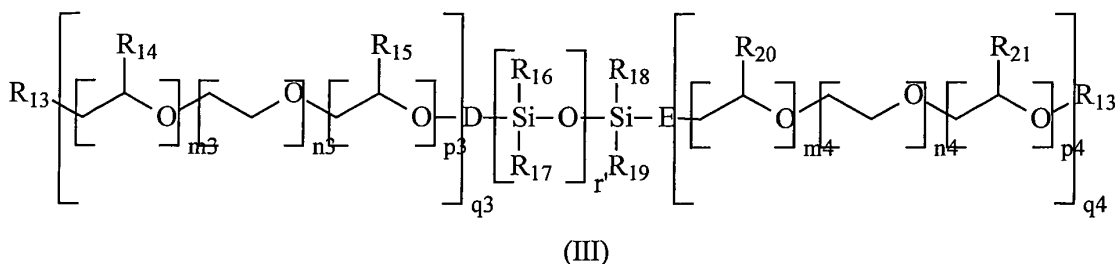 R14 R15 R16 R18 R20 R21
R13 O O O D Si O Si E O O O R13
m3 n3 p3 R17 r' R19 m4 n4 p4
q3 q4
(III)